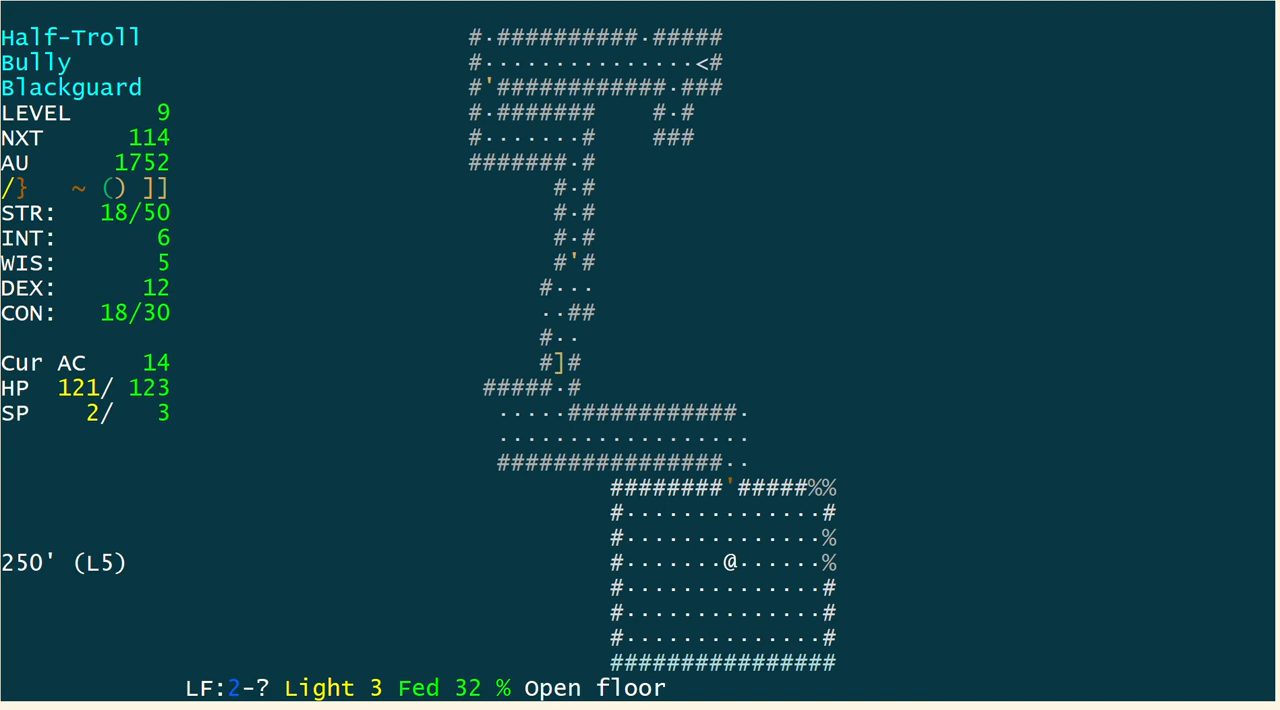 Half-Troll #.##########.#####
Bully #...............<#
Blackguard #'############.###
LEVEL 9 #.####### #.#
NXT 114 #.......# ###
AU 1752 #######.#
/} ~ () ]] #.#
STR: 18/50 #.#
INT: 6 #.#
WIS: 5 #'#
DEX: 12 #...
CON: 18/30 ..##
#..
Cur AC 14 #]#
HP 121/ 123 #####.#
SP 2/ 3 .....############.
..................
################..
########'#####%%
#..............#
#..............%
250' (L5) #.......@......%
#..............#
#..............#
#..............#
################
LF:2-? Light 3 Fed 32 % Open floor